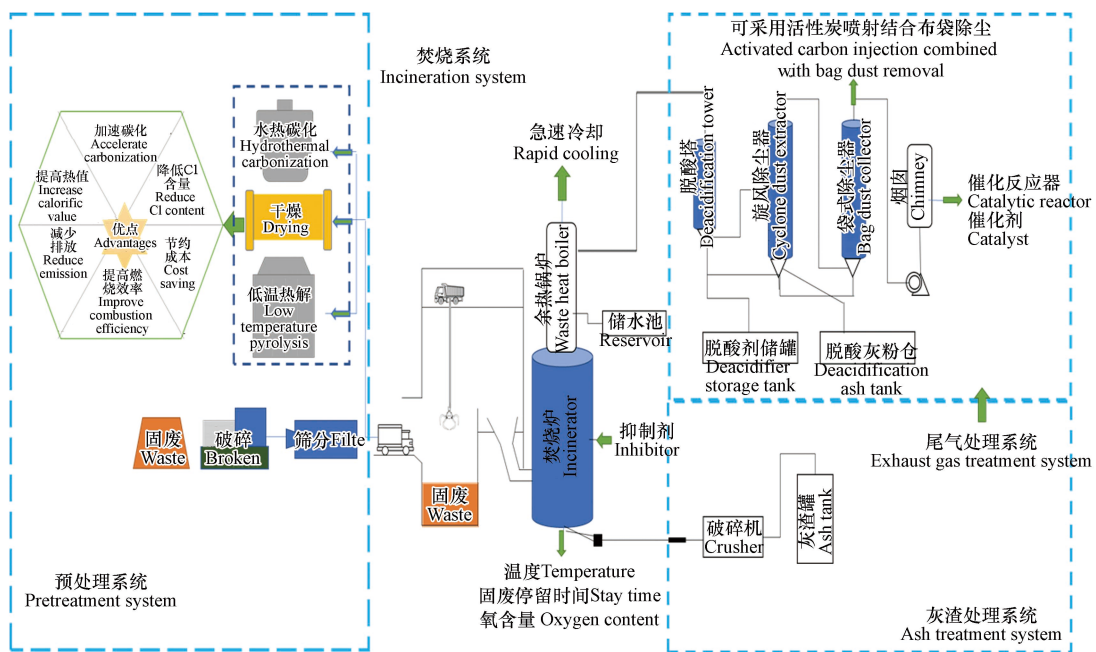 加速碳化
Accelerate
carbonization
提高热值
Increase
calorific
value
降低Cl
含量
Reduce
Cl content
优点
Advantages
减少
排放
Reduce
emission
节约
成本
Cost
saving
提高燃
烧效率
Improve
combustion
efficiency
水热碳化
Hydrothermal
carbonization
干燥
Drying
低温热解
Low
temperature
pyrolysis
固废
Waste
破碎
Broken
筛分Filte
预处理系统
Pretreatment system
焚烧系统
Incineration system
急速冷却
Rapid cooling
余热锅炉
Waste heat boiler
储水池
Reservoir
焚烧炉
Incinerator
抑制剂
Inhibitor
固废
Waste
温度Temperature
固废停留时间Stay time
氧含量 Oxygen content
可采用活性炭喷射结合布袋除尘
Activated carbon injection combined
with bag dust removal
脱酸塔
Deacidification tower
旋风除尘器
Cyclone dust extractor
袋式除尘器
Bag dust collector
烟囱
Chimney
催化反应器
Catalytic reactor
催化剂
Catalyst
脱酸剂储罐
Deacidifier
storage tank
脱酸灰粉仓
Deacidification
ash tank
尾气处理系统
Exhaust gas treatment system
破碎机
Crusher
灰渣罐
Ash tank
灰渣处理系统
Ash treatment system